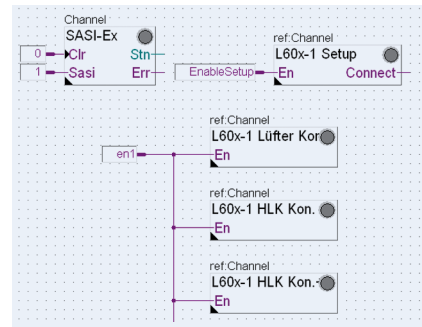 Channel
SASI-Ex
0 Clr Stn
1 Sasi Err
ref:Channel
L60x-1 Setup
EnableSetup En Connect
ref:Channel
L60x-1 Lüfter Kon
en1 En
ref:Channel
L60x-1 HLK Kon.
En
ref:Channel
L60x-1 HLK Kon.-
En